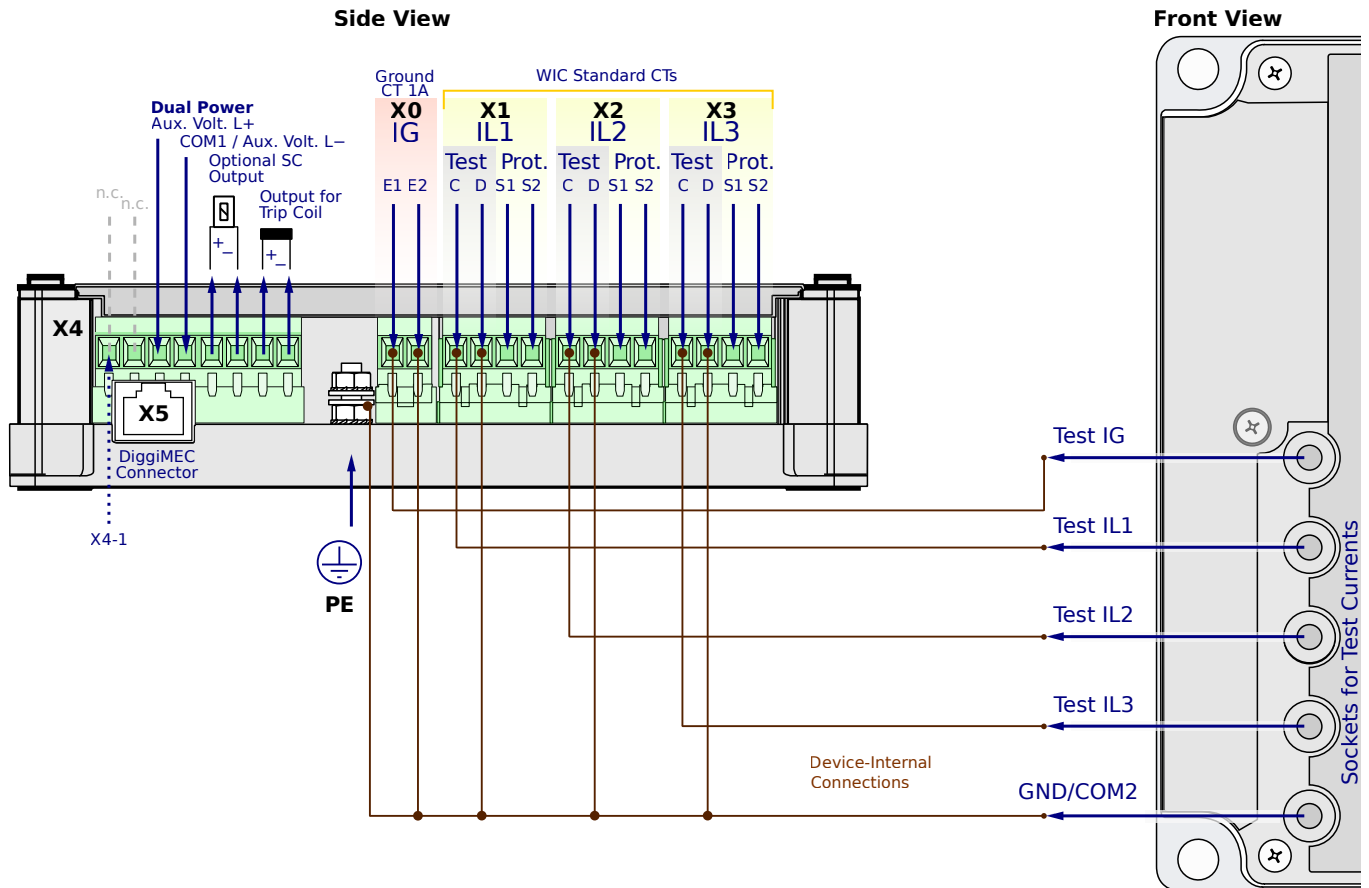 Side View
Front View
Ground
CT 1A
WIC Standard CTs
Dual Power
Aux. Volt. L+
COM1 / Aux. Volt. L−
Optional SC
Output
Output for
Trip Coil
n.c.
n.c.
+
−
+
−
X0
IG
X1
IL1
X2
IL2
X3
IL3
Test Prot.
Test Prot.
Test Prot.
E1 E2
C D S1 S2
C D S1 S2
C D S1 S2
X4
X5
DiggiMEC
Connector
X4-1
PE
Test IG
Test IL1
Test IL2
Test IL3
GND/COM2
Device-Internal
Connections
Sockets for Test Currents